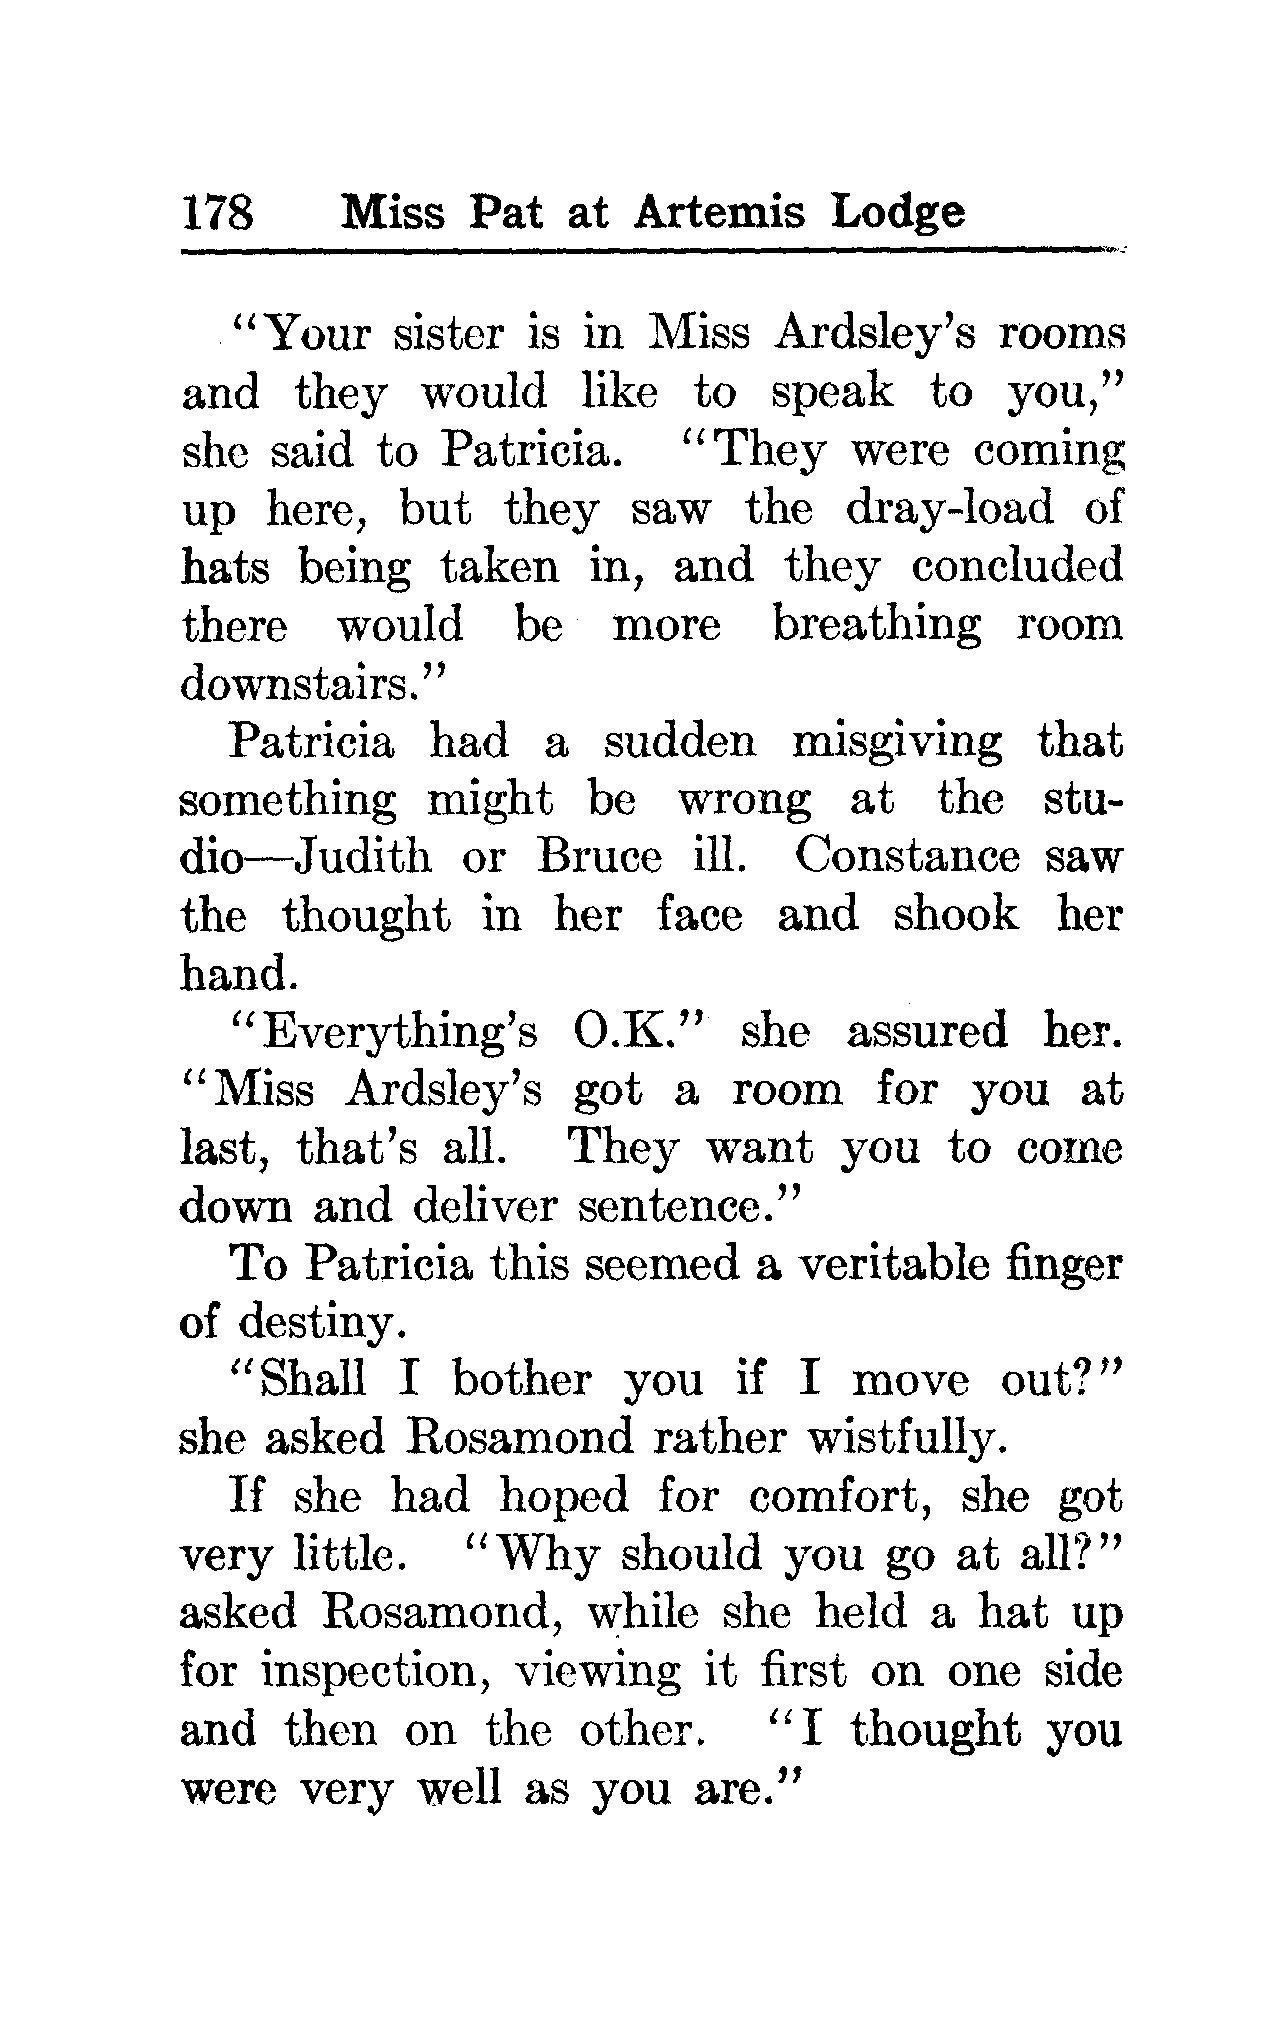 178 Miss Pat at Artemis Lodge
"Your sister is in Miss Ardsley's rooms
and they would like to speak to you,"
she said to Patricia. "They were coming
up here, but they saw the dray-load of
hats being taken in, and they concluded
there would be more breathing room
downstairs."
Patricia had a sudden misgiving that
something might be wrong at the stu-
dio—Judith or Bruce ill. Constance saw
the thought in her face and shook her
hand.
"Everything's O.K." she assured her.
"Miss Ardsley's got a room for you at
last, that's all. They want you to come
down and deliver sentence."
To Patricia this seemed a veritable finger
of destiny.
"Shall I bother you if I move out?"
she asked Rosamond rather wistfully.
If she had hoped for comfort, she got
very little. "Why should you go at all?"
asked Rosamond, while she held a hat up
for inspection, viewing it first on one side
and then on the other. "I thought you
were very well as you are."